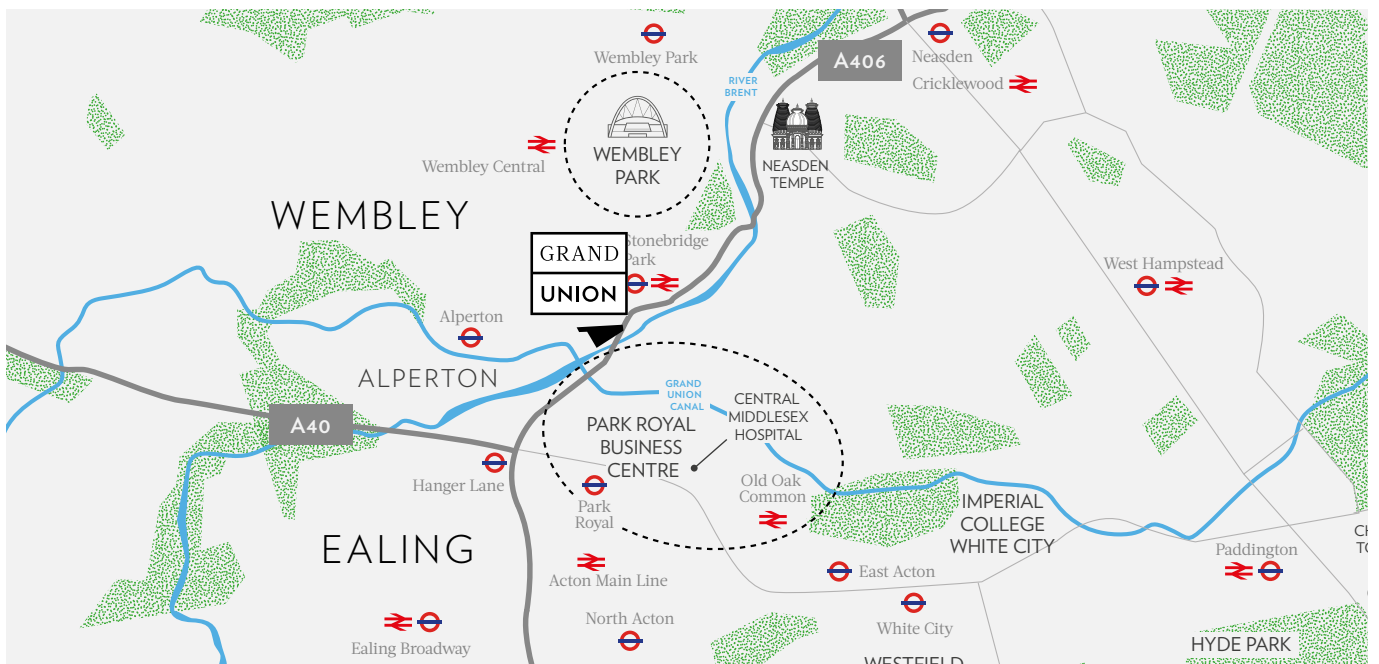 Wembley Park
A406
Neasden
Cricklewood
RIVER
BRENT
WEMBLEY
PARK
Wembley Central
NEASDEN
TEMPLE
WEMBLEY
GRAND
UNION
Stonebridge
Park
West Hampstead
Alperton
ALPERTON
GRAND
UNION
CANAL
CENTRAL
MIDDLESEX
HOSPITAL
A40
PARK ROYAL
BUSINESS
CENTRE
Hanger Lane
Old Oak
Common
Park
Royal
IMPERIAL
COLLEGE
WHITE CITY
EALING
Paddington
Acton Main Line
East Acton
North Acton
White City
Ealing Broadway
HYDE PARK
WESTFIELD